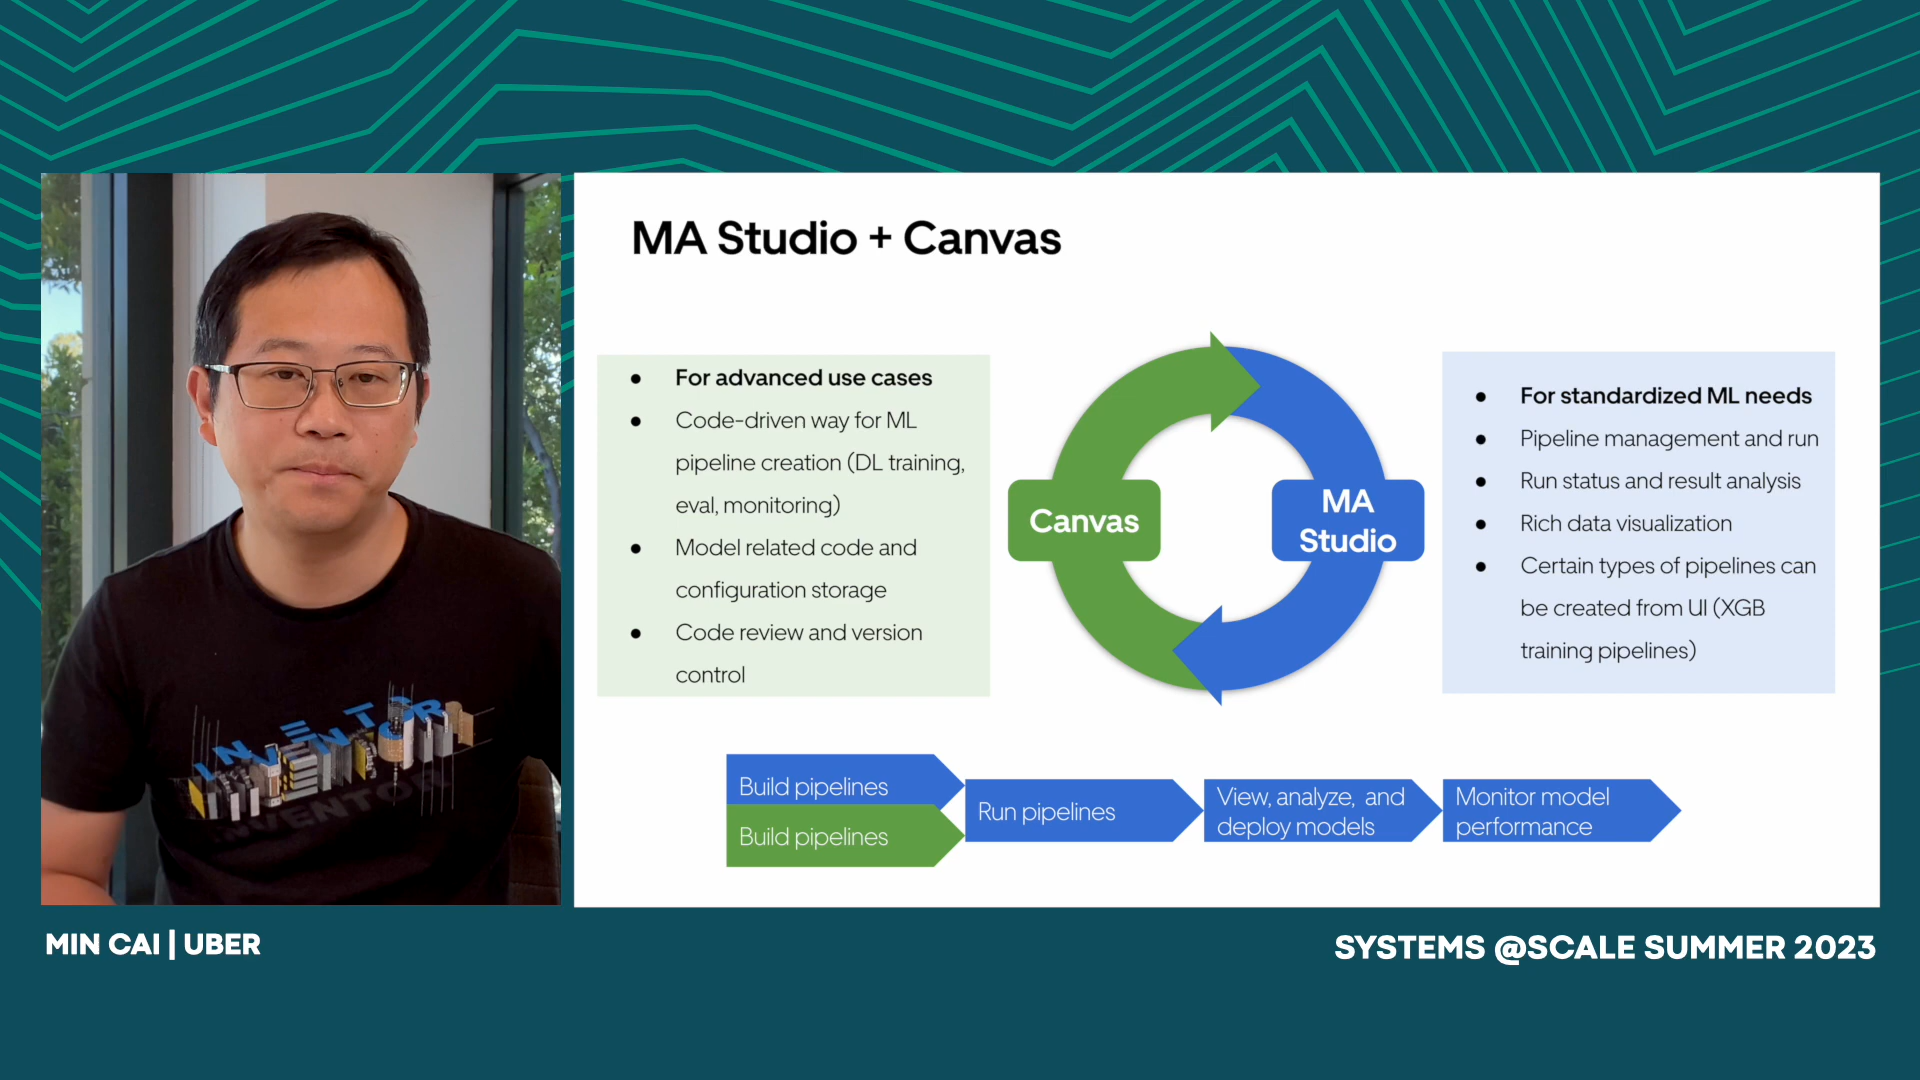 MA Studio + Canvas
• For advanced use cases
• Code-driven way for ML
pipeline creation (DL training,
eval, monitoring)
• Model related code and
configuration storage
• Code review and version
control
Canvas
MA
Studio
• For standardized ML needs
• Pipeline management and run
• Run status and result analysis
• Rich data visualization
• Certain types of pipelines can
be created from UI (XGB
training pipelines)
Build pipelines
Build pipelines
Run pipelines
View, analyze, and
deploy models
Monitor model
performance
INVENTOR
MIN CAI | UBER
SYSTEMS @SCALE SUMMER 2023